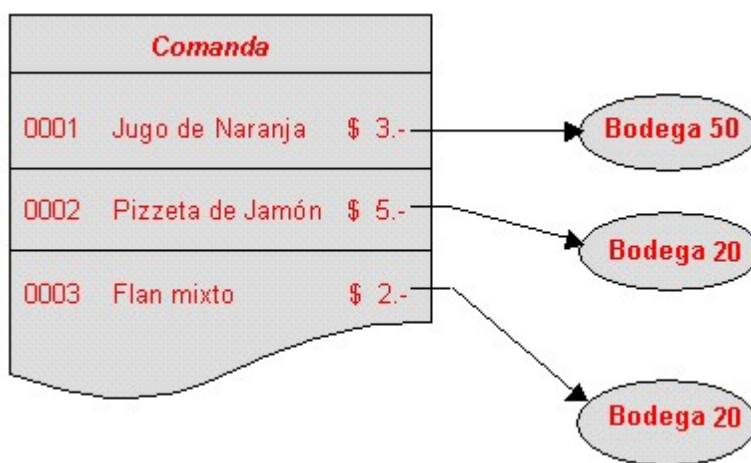 Comanda
0001 Jugo de Naranja $ 3.-
Bodega 50
0002 Pizzeta de Jamón $ 5.-
Bodega 20
0003 Flan mixto $ 2.-
Bodega 20